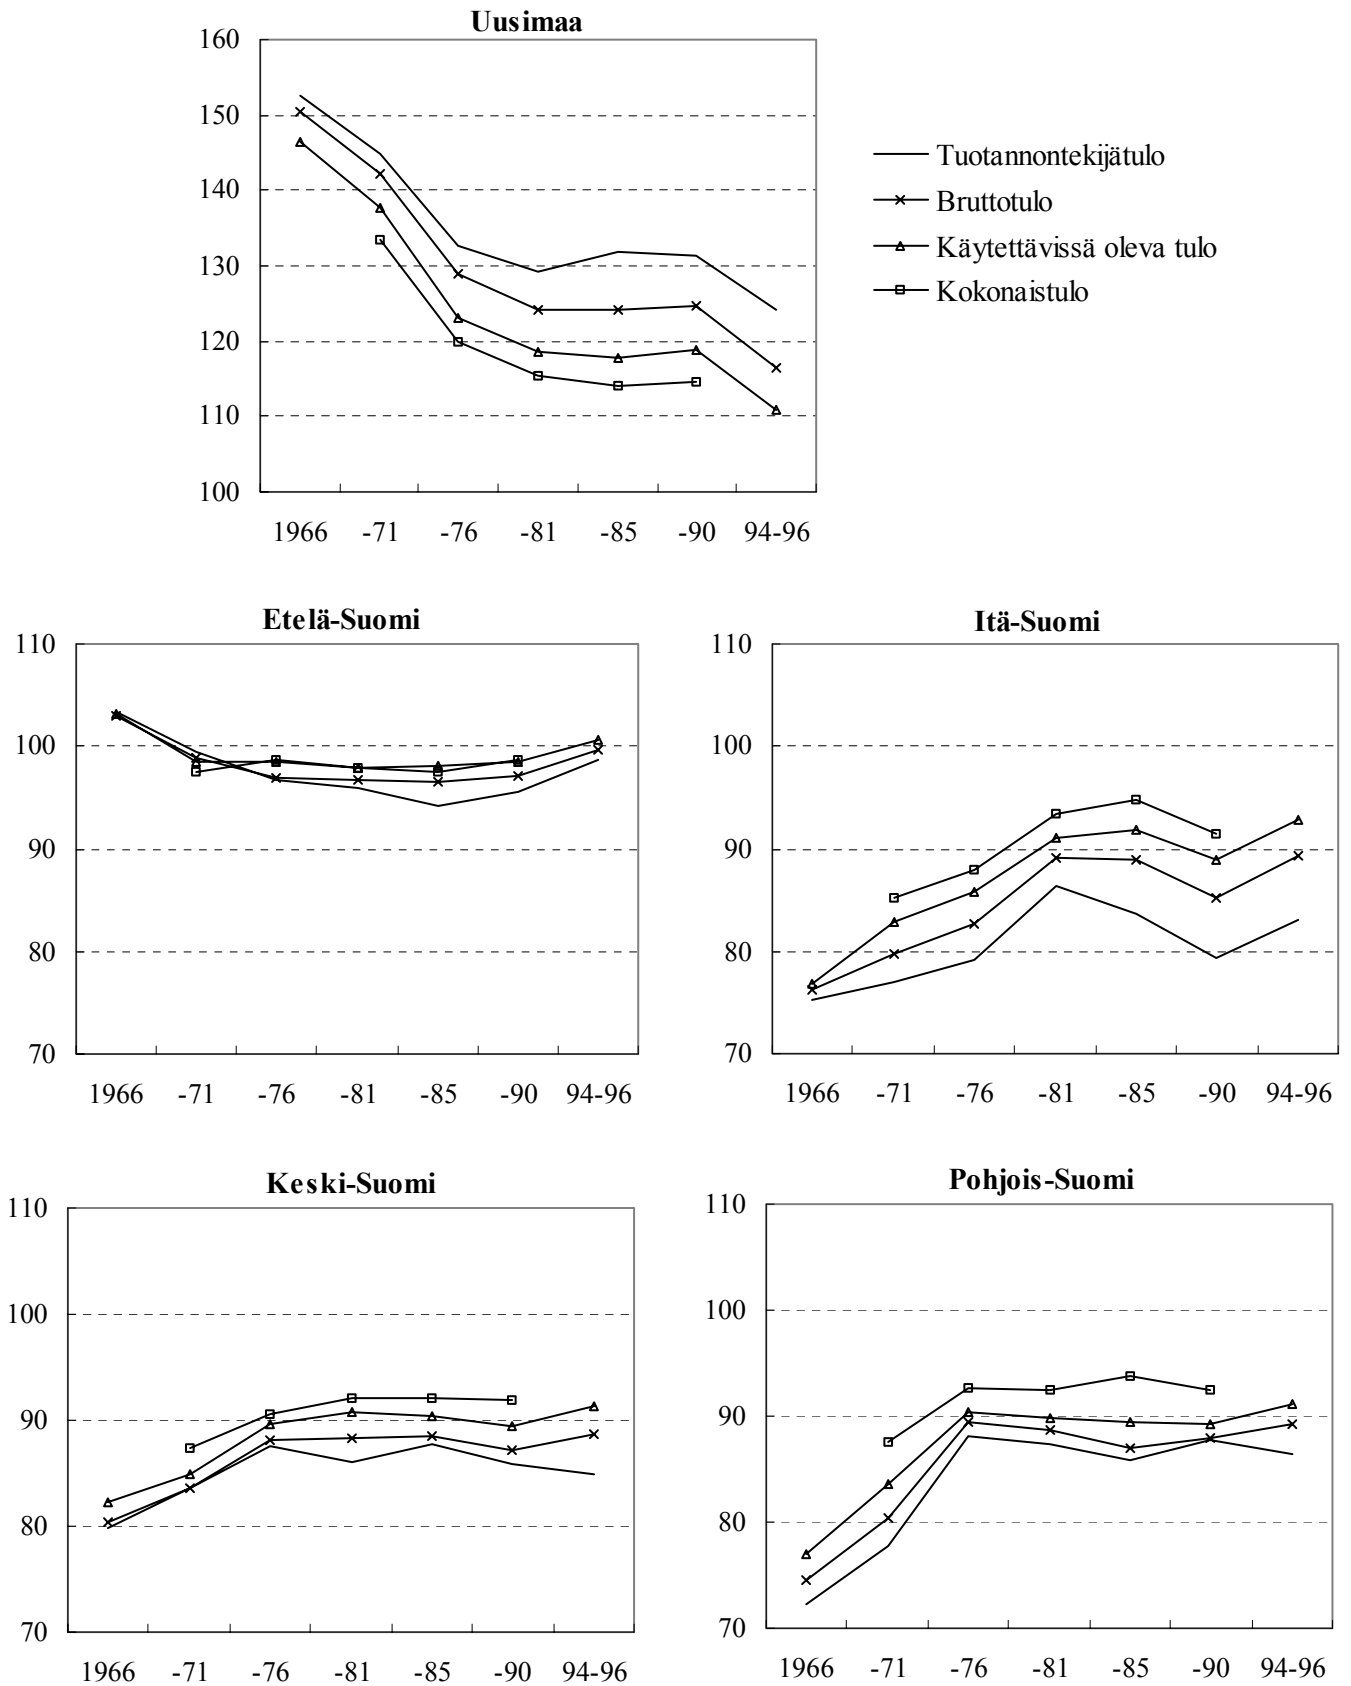 Uusimaa
160
150
140
130
120
110
100
1966 -71 -76 -81 -85 -90 94-96
Tuotannontekijätulo
Bruttotulo
Käytettävissä oleva tulo
Kokonaistulo
Etelä-Suomi
110
100
90
80
70
1966 -71 -76 -81 -85 -90 94-96
Itä-Suomi
110
100
90
80
70
1966 -71 -76 -81 -85 -90 94-96
Keski-Suomi
110
100
90
80
70
1966 -71 -76 -81 -85 -90 94-96
Pohjois-Suomi
110
100
90
80
70
1966 -71 -76 -81 -85 -90 94-96